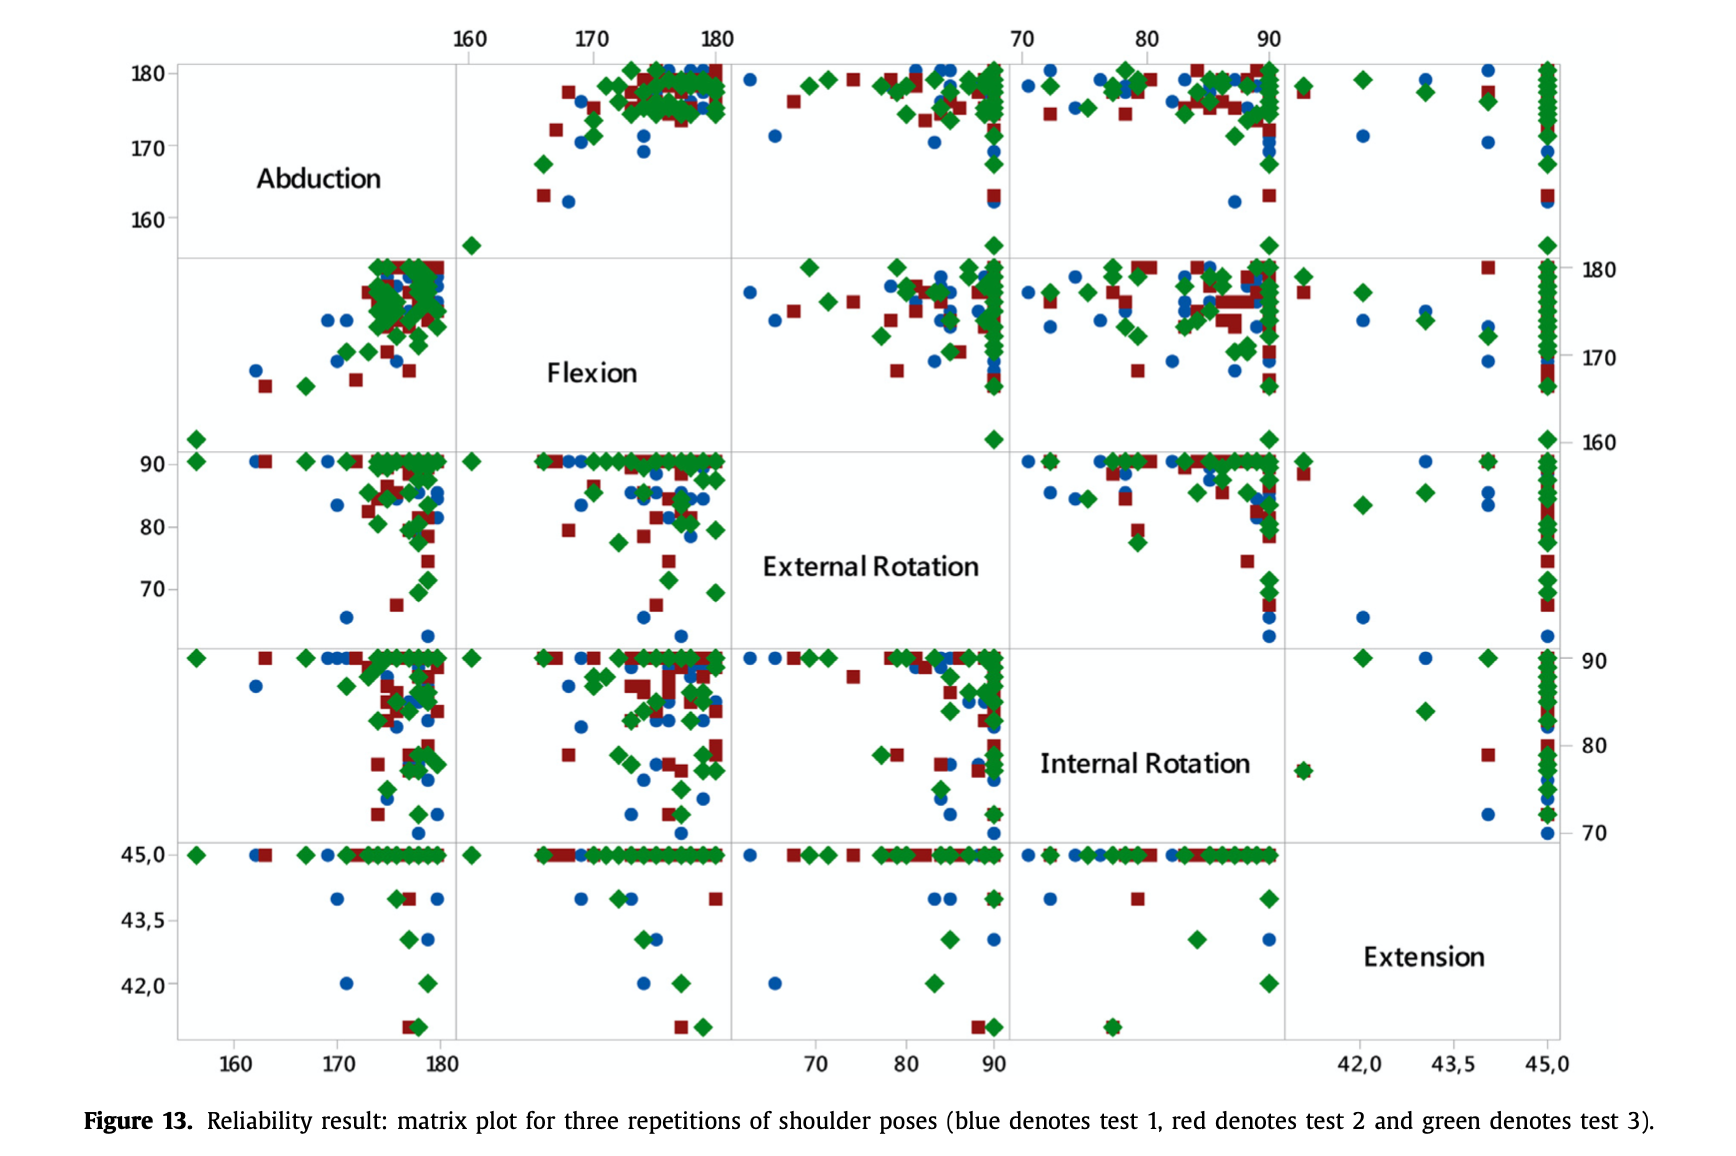 160 170 180 70 80 90
180
170
160
Abduction
180
170
160
Flexion
90
80
70
External Rotation
90
80
70
Internal Rotation
45,0
43,5
42,0
Extension
160 170 180 70 80 90 42,0 43,5 45,0
Figure 13. Reliability result: matrix plot for three repetitions of shoulder poses (blue denotes test 1, red denotes test 2 and green denotes test 3).